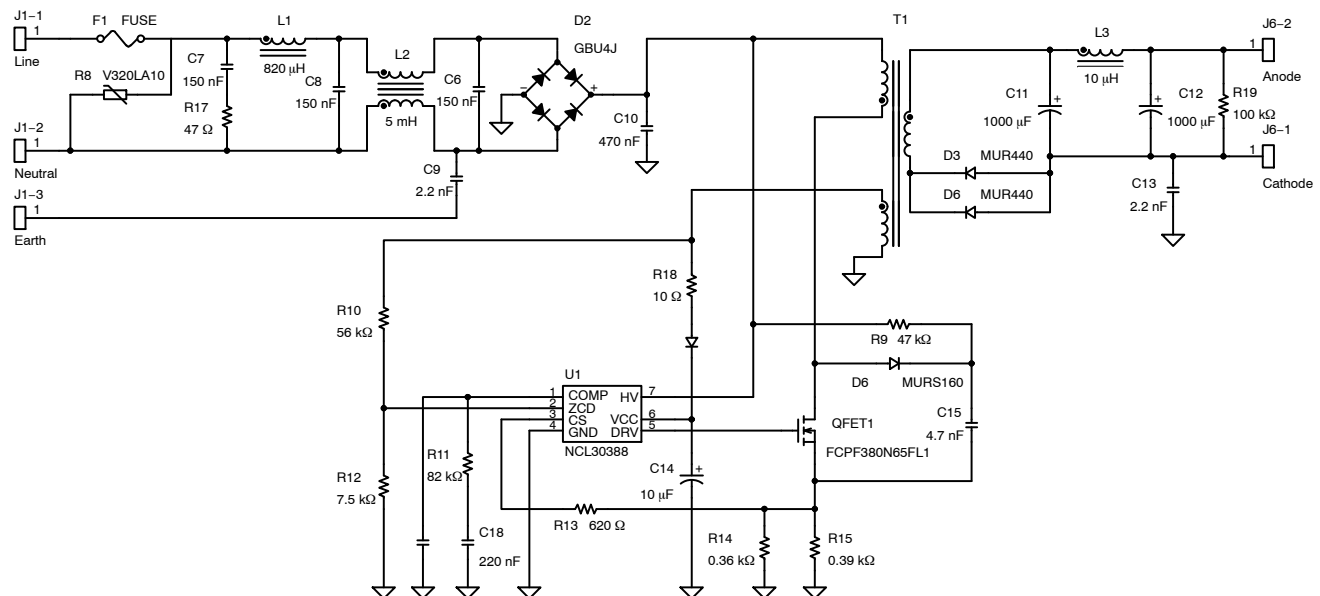 J1−1
1
Line
F1 FUSE
R8 V320LA10
C7
150 nF
R17
47 Ω
L1
820 μH
C8
150 nF
L2
5 mH
C6
150 nF
D2
GBU4J
−
+
C10
470 nF
T1
C11
+
1000 μF
L3
10 μH
C12
+
1000 μF
R19
100 kΩ
J6−2
1
Anode
J6−1
1
Cathode
D3 MUR440
D6 MUR440
C13
2.2 nF
J1−2
1
Neutral
C9
2.2 nF
J1−3
1
Earth
R18
10 Ω
R10
56 kΩ
R9 47 kΩ
D6 MURS160
C15
4.7 nF
U1
1 COMP HV 7
2 ZCD
3 CS VCC 6
4 GND DRV 5
NCL30388
QFET1
FCPF380N65FL1
R12
7.5 kΩ
R11
82 kΩ
C14
+
10 μF
C18
220 nF
R13 620 Ω
R14
0.36 kΩ
R15
0.39 kΩ